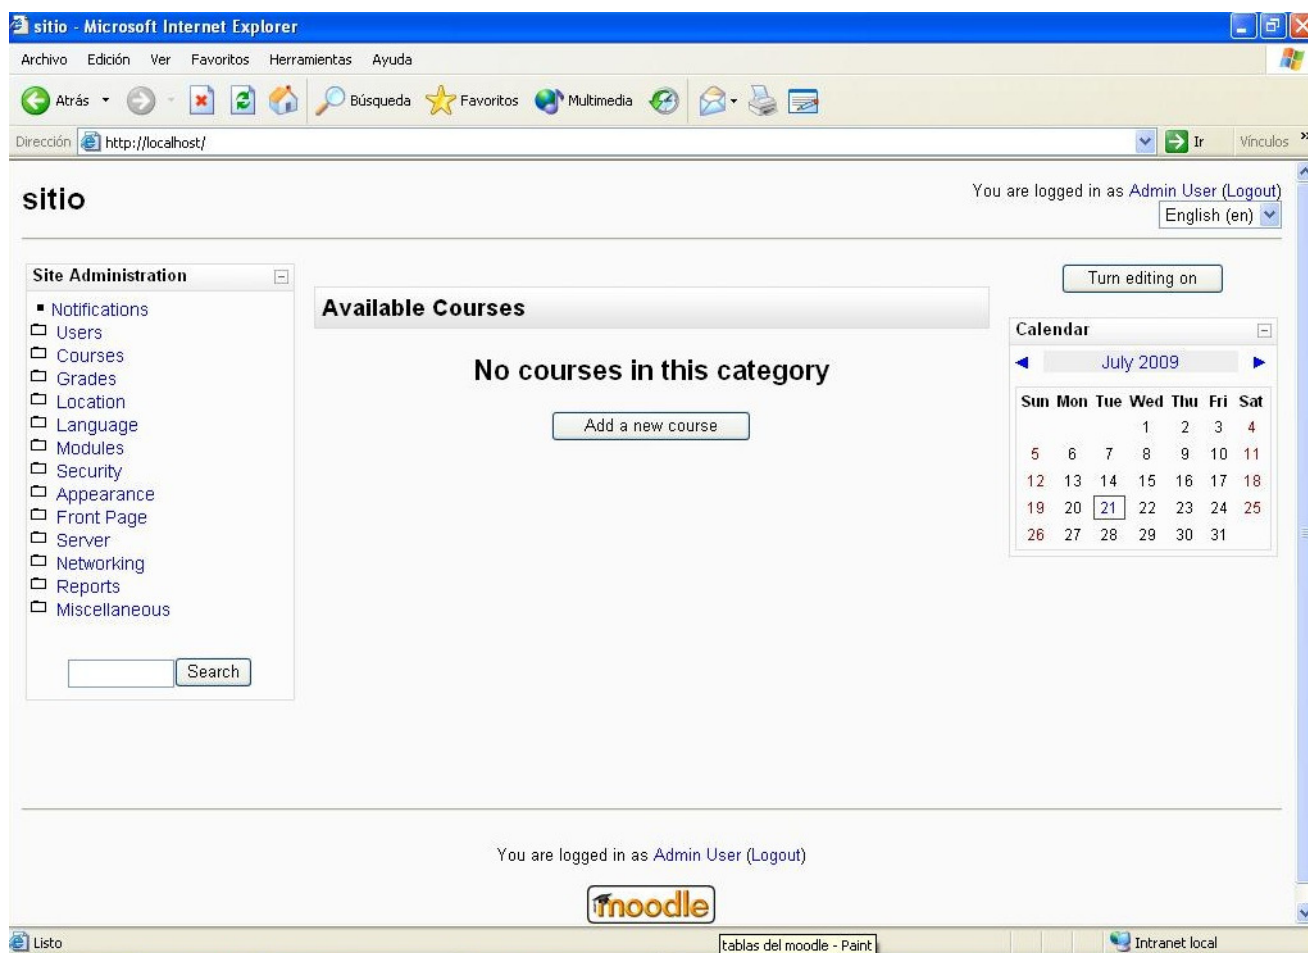 sitio - Microsoft Internet Explorer
Archivo Edición Ver Favoritos Herramientas Ayuda
Atrás Búsqueda Favoritos Multimedia
Dirección http://localhost/ Ir Vínculos »
sitio
You are logged in as Admin User (Logout)
English (en)
Site Administration
Notifications
Users
Courses
Grades
Location
Language
Modules
Security
Appearance
Front Page
Server
Networking
Reports
Miscellaneous
Search
Available Courses
No courses in this category
Add a new course
Turn editing on
Calendar
July 2009
Sun Mon Tue Wed Thu Fri Sat
1 2 3 4
5 6 7 8 9 10 11
12 13 14 15 16 17 18
19 20 21 22 23 24 25
26 27 28 29 30 31
You are logged in as Admin User (Logout)
moodle
Listo
tablas del moodle - Paint
Intranet local